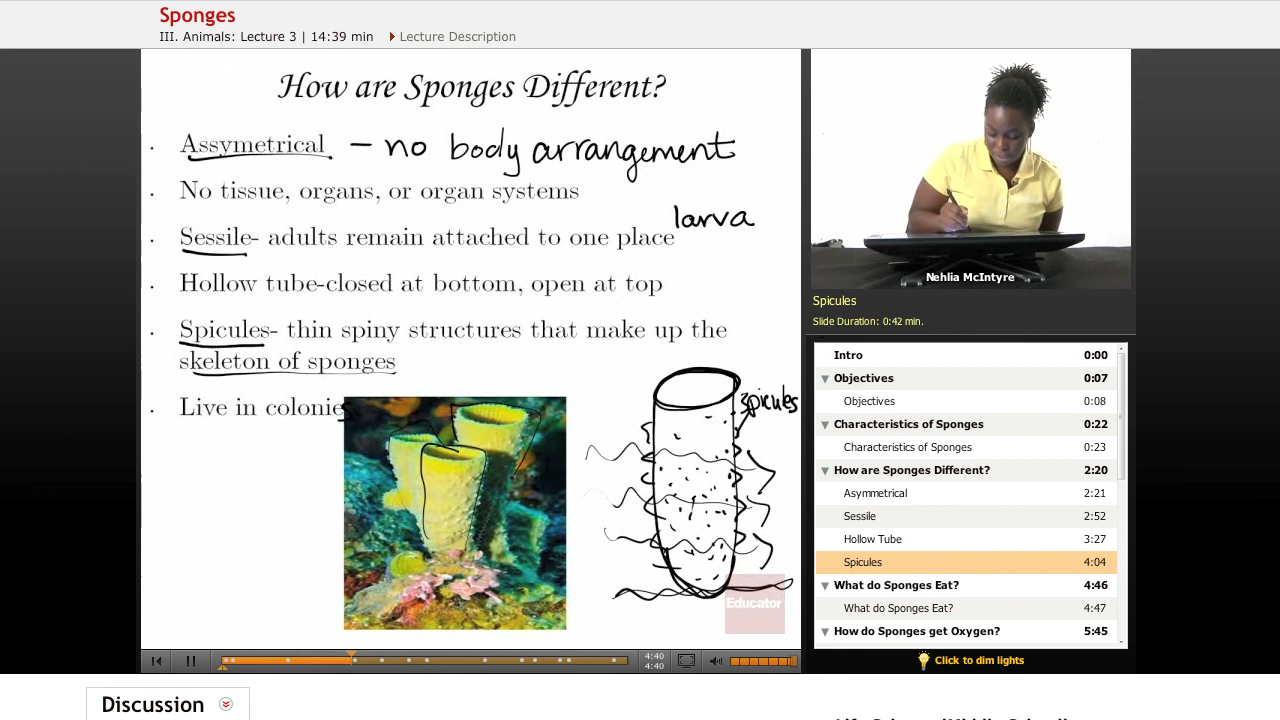 Sponges
III. Animals: Lecture 3 | 14:39 min Lecture Description
How are Sponges Different?
Assymetrical – no body arrangement
No tissue, organs, or organ systems
larva
Sessile- adults remain attached to one place
Hollow tube-closed at bottom, open at top
Spicules- thin spiny structures that make up the
skeleton of sponges
Live in colonies
spicules
Educator
Nehlia McIntyre
Spicules
Slide Duration: 0:42 min.
Intro 0:00
Objectives 0:07
Objectives 0:08
Characteristics of Sponges 0:22
Characteristics of Sponges 0:23
How are Sponges Different? 2:20
Asymmetrical 2:21
Sessile 2:52
Hollow Tube 3:27
Spicules 4:04
What do Sponges Eat? 4:46
What do Sponges Eat? 4:47
How do Sponges get Oxygen? 5:45
4:40
4:40
Click to dim lights
Discussion